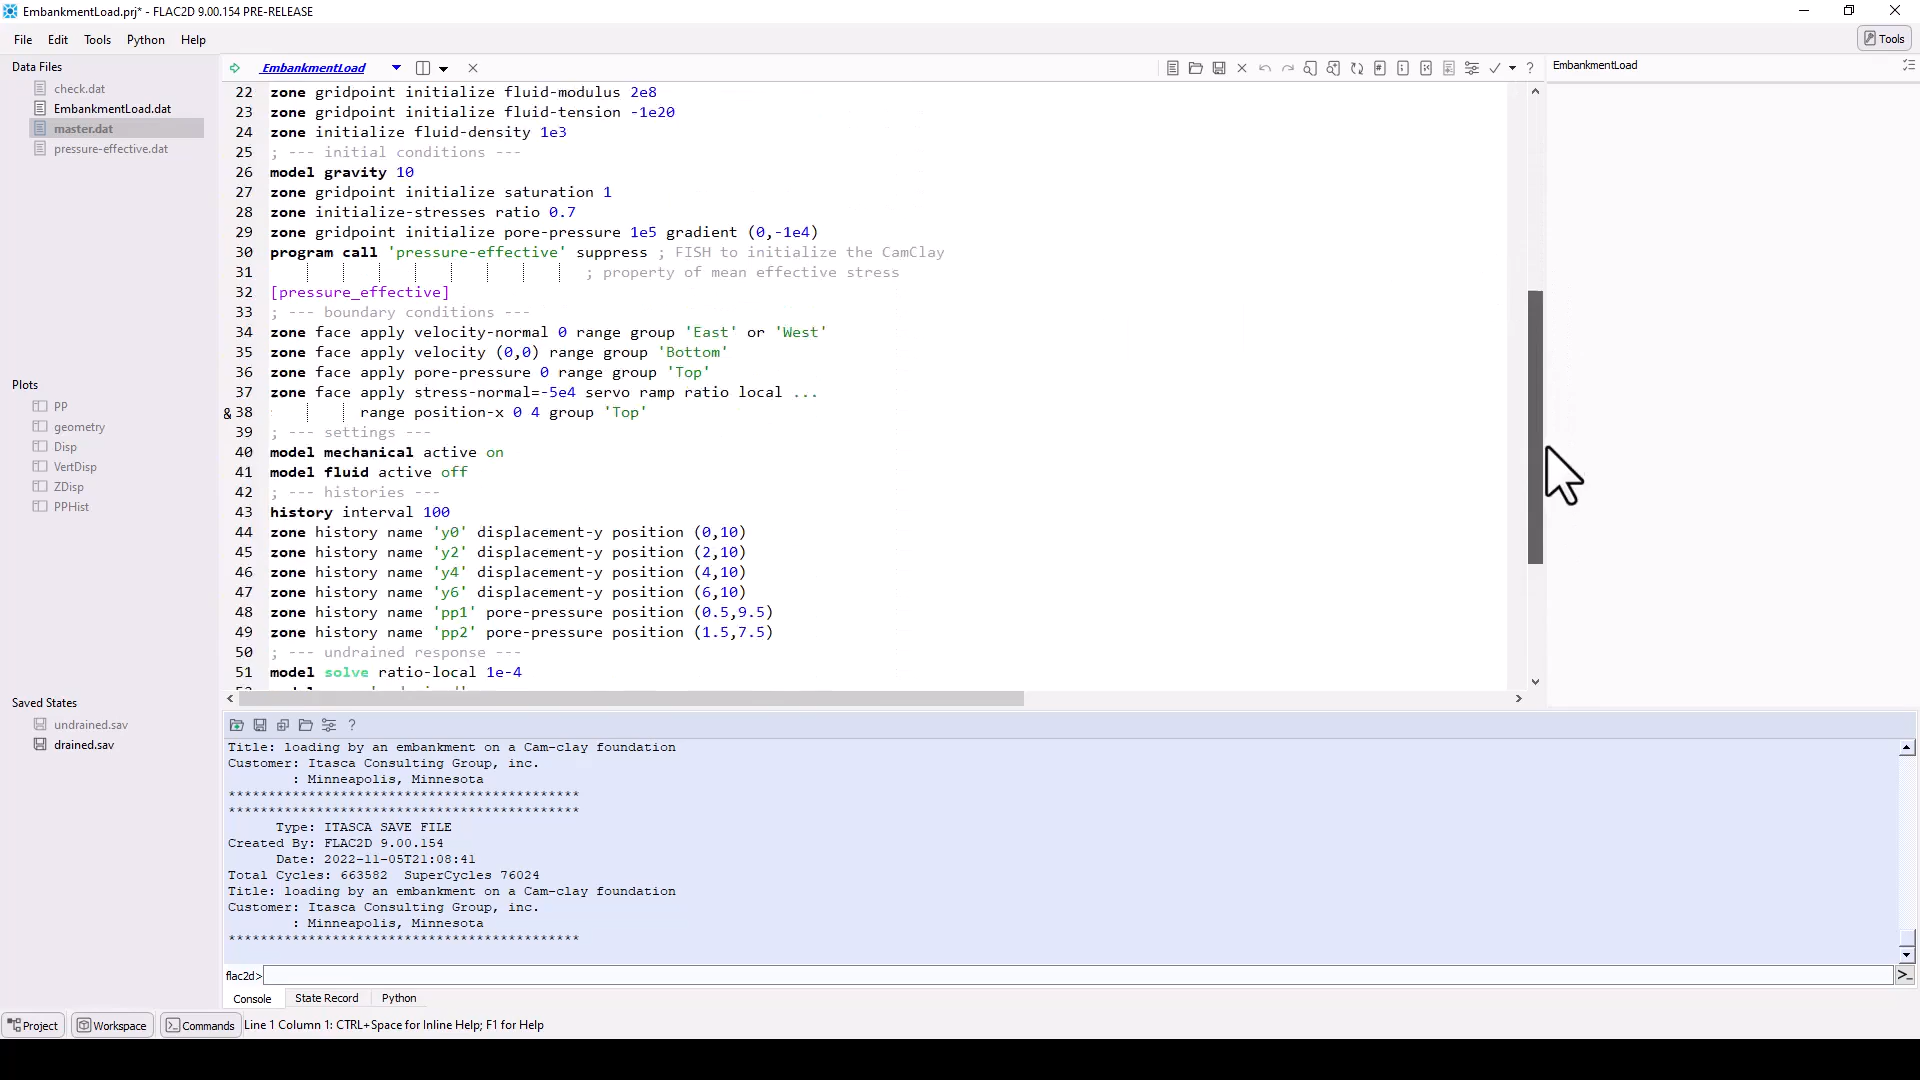 EmbankmentLoad.prj* - FLAC2D 9.00.154 PRE-RELEASE
File Edit Tools Python Help
Tools
Data Files
check.dat
EmbankmentLoad.dat
master.dat
pressure-effective.dat
Plots
PP
geometry
Disp
VertDisp
ZDisp
PPHist
Saved States
undrained.sav
drained.sav
EmbankmentLoad
EmbankmentLoad
22 zone gridpoint initialize fluid-modulus 2e8
23 zone gridpoint initialize fluid-tension -1e20
24 zone initialize fluid-density 1e3
25 ; --- initial conditions ---
26 model gravity 10
27 zone gridpoint initialize saturation 1
28 zone initialize-stresses ratio 0.7
29 zone gridpoint initialize pore-pressure 1e5 gradient (0,-1e4)
30 program call 'pressure-effective' suppress ; FISH to initialize the CamClay
31 ; property of mean effective stress
32 [pressure_effective]
33 ; --- boundary conditions ---
34 zone face apply velocity-normal 0 range group 'East' or 'West'
35 zone face apply velocity (0,0) range group 'Bottom'
36 zone face apply pore-pressure 0 range group 'Top'
37 zone face apply stress-normal=-5e4 servo ramp ratio local ...
& 38 range position-x 0 4 group 'Top'
39 ; --- settings ---
40 model mechanical active on
41 model fluid active off
42 ; --- histories ---
43 history interval 100
44 zone history name 'y0' displacement-y position (0,10)
45 zone history name 'y2' displacement-y position (2,10)
46 zone history name 'y4' displacement-y position (4,10)
47 zone history name 'y6' displacement-y position (6,10)
48 zone history name 'pp1' pore-pressure position (0.5,9.5)
49 zone history name 'pp2' pore-pressure position (1.5,7.5)
50 ; --- undrained response ---
51 model solve ratio-local 1e-4
Title: loading by an embankment on a Cam-clay foundation
Customer: Itasca Consulting Group, inc.
: Minneapolis, Minnesota
********************************************
********************************************
Type: ITASCA SAVE FILE
Created By: FLAC2D 9.00.154
Date: 2022-11-05T21:08:41
Total Cycles: 663582 SuperCycles 76024
Title: loading by an embankment on a Cam-clay foundation
Customer: Itasca Consulting Group, inc.
: Minneapolis, Minnesota
********************************************
flac2d>
Console State Record Python
Project Workspace Commands Line 1 Column 1: CTRL+Space for Inline Help; F1 for Help